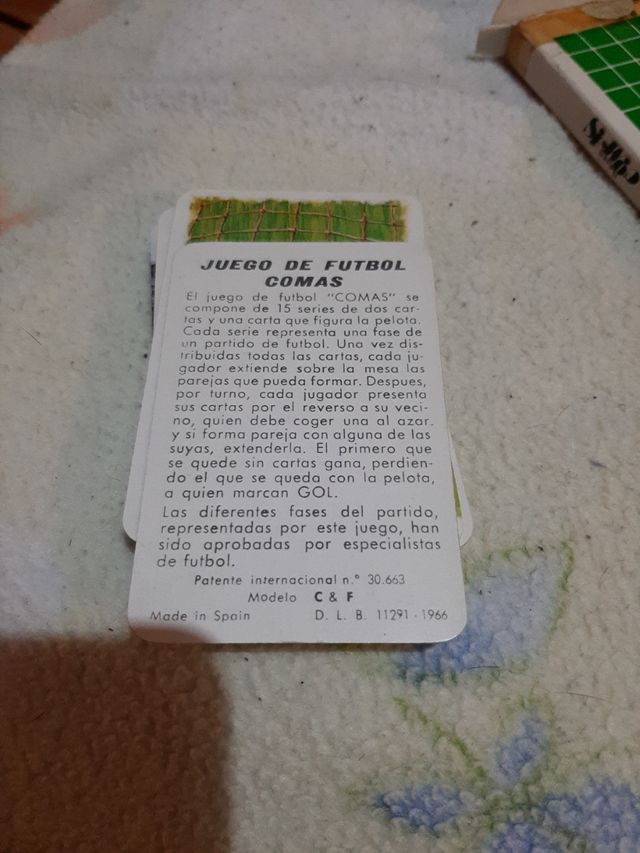 JUEGO DE FUTBOL
COMAS
El juego de futbol "COMAS" se
compone de 15 series de dos car-
tas y una carta que figura la pelota.
Cada serie representa una fase de
un partido de futbol. Una vez dis-
tribuidas todas las cartas, cada ju-
gador extiende sobre la mesa las
parejas que pueda formar. Despues,
por turno, cada jugador presenta
sus cartas por el reverso a su veci-
no, quien debe coger una al azar.
y si forma pareja con alguna de las
suyas, extenderla. El primero que
se quede sin cartas gana, perdien-
do el que se queda con la pelota,
a quien marcan GOL.
Las diferentes fases del partido,
representadas por este juego, han
sido aprobadas por especialistas
de futbol.
Patente internacional n.º 30.663
Modelo C & F
Made in Spain D. L. B. 11291 - 1966